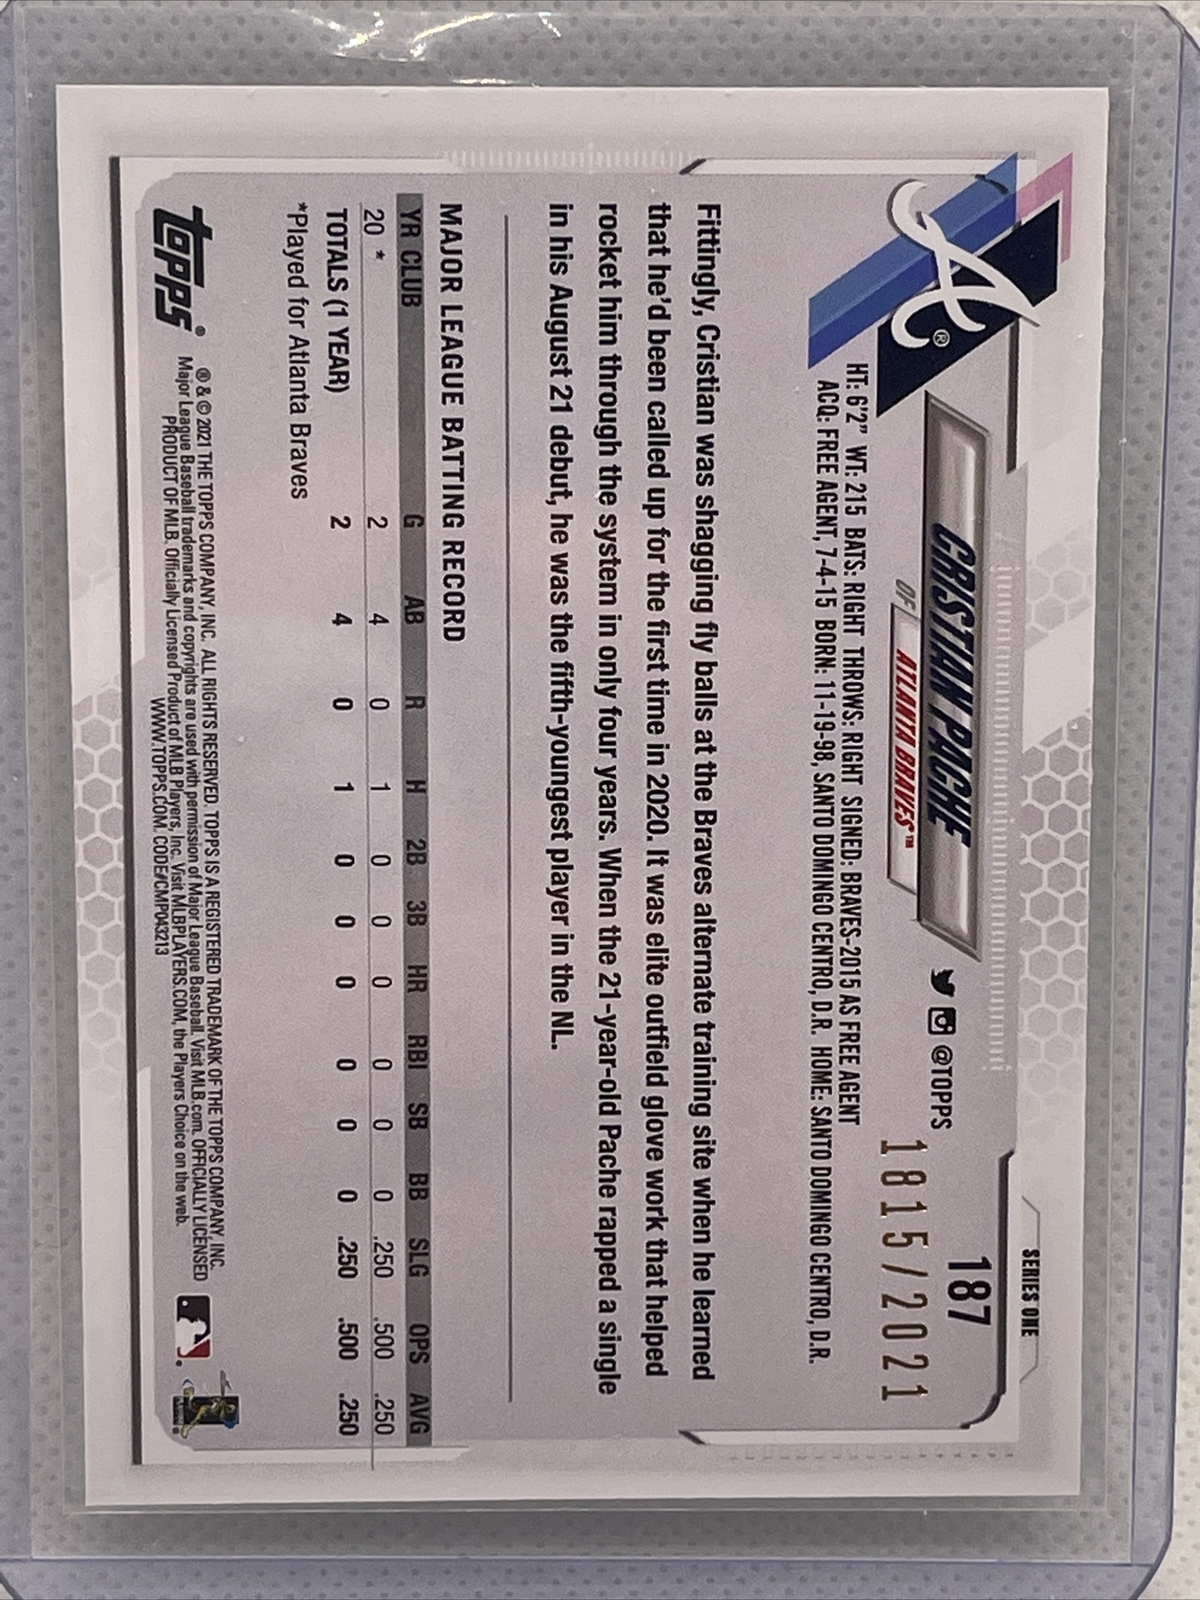 SERIES ONE
187
CRISTIAN PACHE
@TOPPS
1815/2021
OF ATLANTA BRAVES™
HT: 6'2" WT: 215 BATS: RIGHT THROWS: RIGHT SIGNED: BRAVES-2015 AS FREE AGENT
ACQ: FREE AGENT, 7-4-15 BORN: 11-19-98, SANTO DOMINGO CENTRO, D.R. HOME: SANTO DOMINGO CENTRO, D.R.
A®
Fittingly, Cristian was shagging fly balls at the Braves alternate training site when he learned
that he'd been called up for the first time in 2020. It was elite outfield glove work that helped
rocket him through the system in only four years. When the 21-year-old Pache rapped a single
in his August 21 debut, he was the fifth-youngest player in the NL.
MAJOR LEAGUE BATTING RECORD
YR CLUB G AB R H 2B 3B HR RBI SB BB SLG OPS AVG
20 * 2 4 0 1 0 0 0 0 0 0 .250 .500 .250
TOTALS (1 YEAR) 2 4 0 1 0 0 0 0 0 0 .250 .500 .250
*Played for Atlanta Braves
topps®
® & © 2021 THE TOPPS COMPANY, INC. ALL RIGHTS RESERVED. TOPPS IS A REGISTERED TRADEMARK OF THE TOPPS COMPANY, INC.
Major League Baseball trademarks and copyrights are used with permission of Major League Baseball. Visit MLB.com. OFFICIALLY LICENSED
PRODUCT OF MLB. Officially Licensed Product of MLB Players, Inc. Visit MLBPLAYERS.COM, the Players Choice on the web.
WWW.TOPPS.COM. CODE#CMP043213